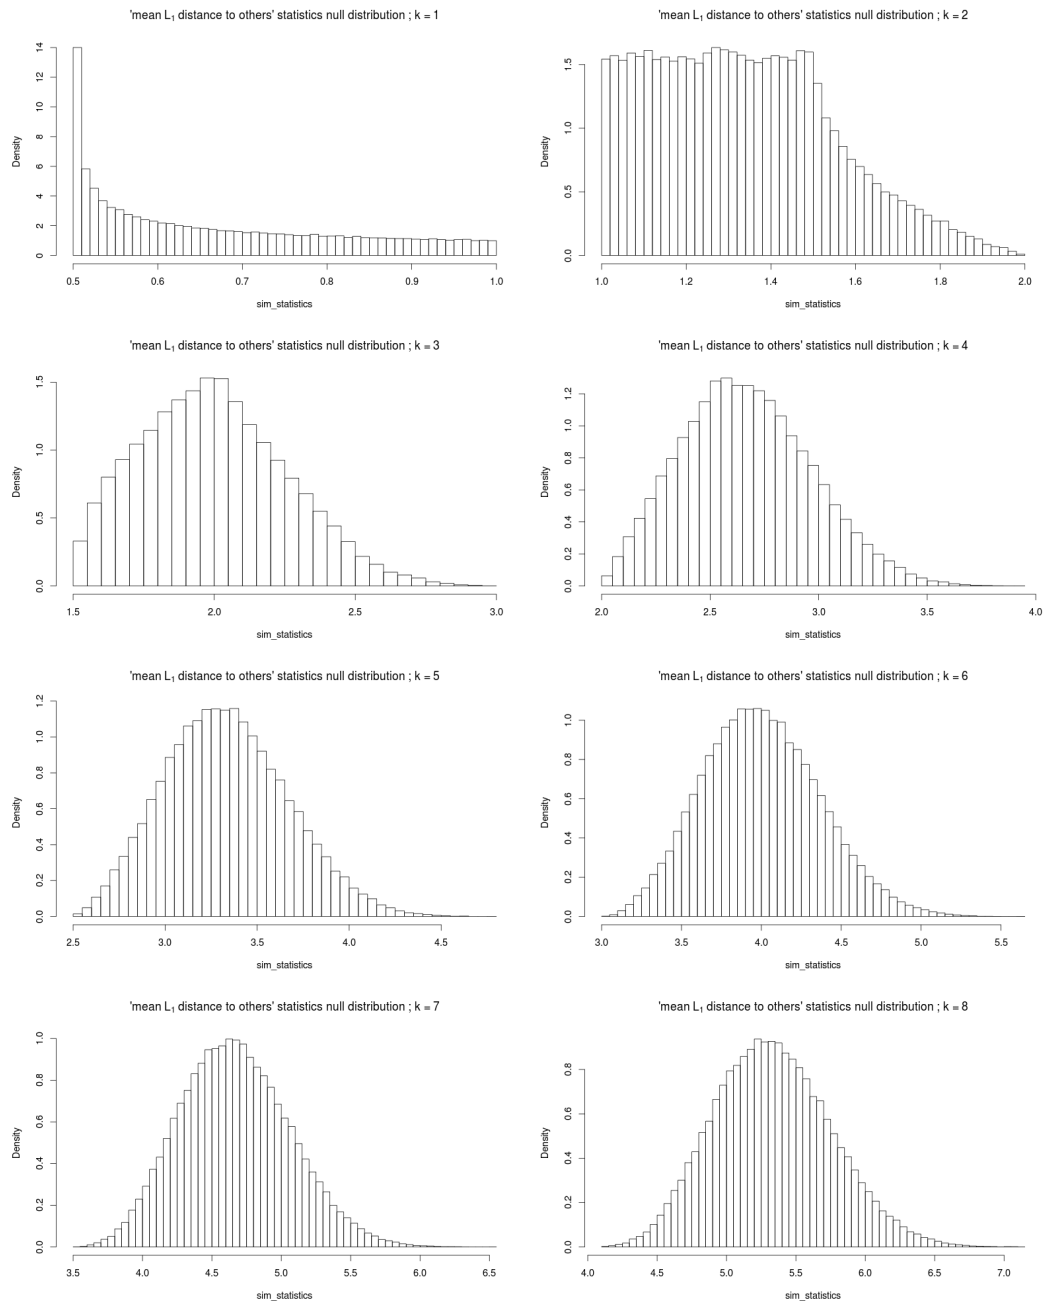 'mean L₁ distance to others' statistics null distribution ; k = 1
Density
0 2 4 6 8 10 12 14
0.5 0.6 0.7 0.8 0.9 1.0
sim_statistics
'mean L₁ distance to others' statistics null distribution ; k = 2
Density
0.0 0.5 1.0 1.5
1.0 1.2 1.4 1.6 1.8 2.0
sim_statistics
'mean L₁ distance to others' statistics null distribution ; k = 3
Density
0.0 0.5 1.0 1.5
1.5 2.0 2.5 3.0
sim_statistics
'mean L₁ distance to others' statistics null distribution ; k = 4
Density
0.0 0.2 0.4 0.6 0.8 1.0 1.2
2.0 2.5 3.0 3.5 4.0
sim_statistics
'mean L₁ distance to others' statistics null distribution ; k = 5
Density
0.0 0.2 0.4 0.6 0.8 1.0 1.2
2.5 3.0 3.5 4.0 4.5
sim_statistics
'mean L₁ distance to others' statistics null distribution ; k = 6
Density
0.0 0.2 0.4 0.6 0.8 1.0
3.0 3.5 4.0 4.5 5.0 5.5
sim_statistics
'mean L₁ distance to others' statistics null distribution ; k = 7
Density
0.0 0.2 0.4 0.6 0.8 1.0
3.5 4.0 4.5 5.0 5.5 6.0 6.5
sim_statistics
'mean L₁ distance to others' statistics null distribution ; k = 8
Density
0.0 0.2 0.4 0.6 0.8
4.0 4.5 5.0 5.5 6.0 6.5 7.0
sim_statistics